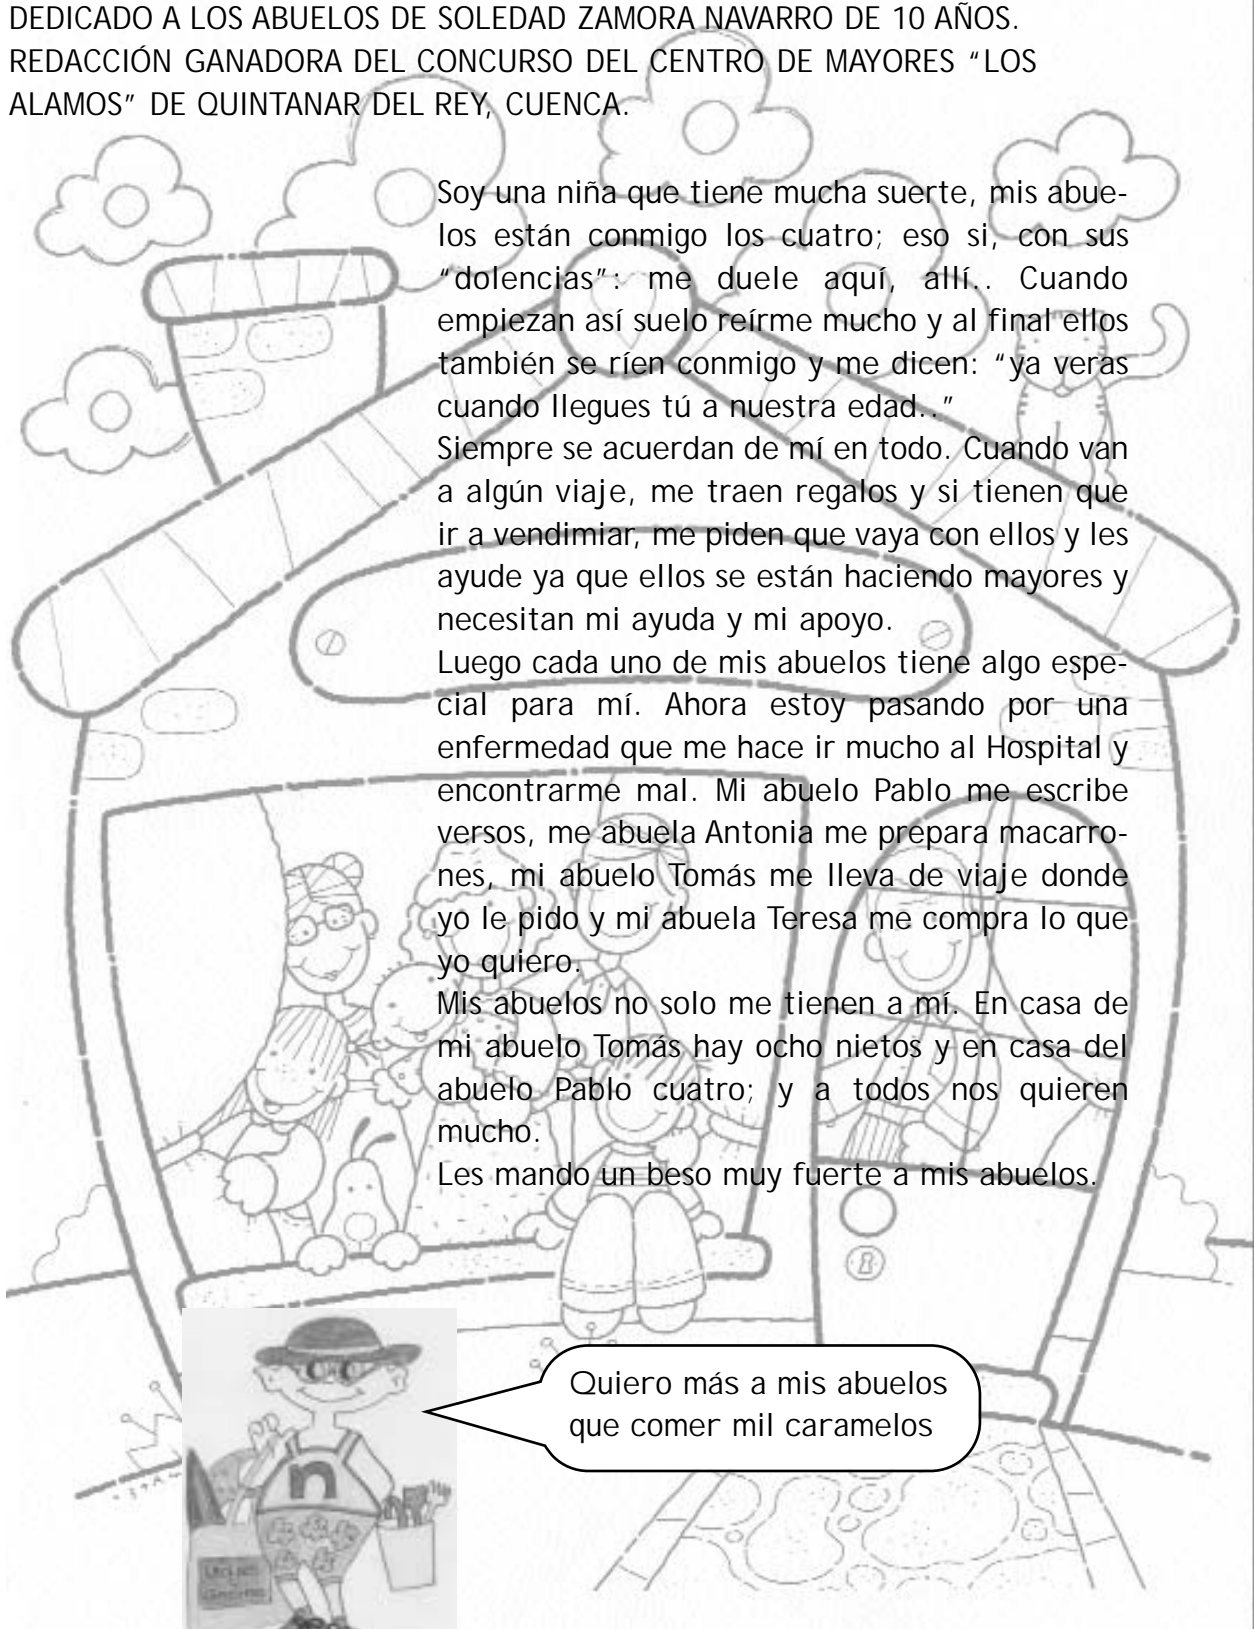 DEDICADO A LOS ABUELOS DE SOLEDAD ZAMORA NAVARRO DE 10 AÑOS.
REDACCIÓN GANADORA DEL CONCURSO DEL CENTRO DE MAYORES “LOS
ALAMOS” DE QUINTANAR DEL REY, CUENCA.
Soy una niña que tiene mucha suerte, mis abue-
los están conmigo los cuatro; eso si, con sus
“dolencias”: me duele aquí, allí.. Cuando
empiezan así suelo reírme mucho y al final ellos
también se ríen conmigo y me dicen: “ya veras
cuando llegues tú a nuestra edad..”
Siempre se acuerdan de mí en todo. Cuando van
a algún viaje, me traen regalos y si tienen que
ir a vendimiar, me piden que vaya con ellos y les
ayude ya que ellos se están haciendo mayores y
necesitan mi ayuda y mi apoyo.
Luego cada uno de mis abuelos tiene algo espe-
cial para mí. Ahora estoy pasando por una
enfermedad que me hace ir mucho al Hospital y
encontrarme mal. Mi abuelo Pablo me escribe
versos, me abuela Antonia me prepara macarro-
nes, mi abuelo Tomás me lleva de viaje donde
yo le pido y mi abuela Teresa me compra lo que
yo quiero.
Mis abuelos no solo me tienen a mí. En casa de
mi abuelo Tomás hay ocho nietos y en casa del
abuelo Pablo cuatro; y a todos nos quieren
mucho.
Les mando un beso muy fuerte a mis abuelos.
Quiero más a mis abuelos
que comer mil caramelos
n